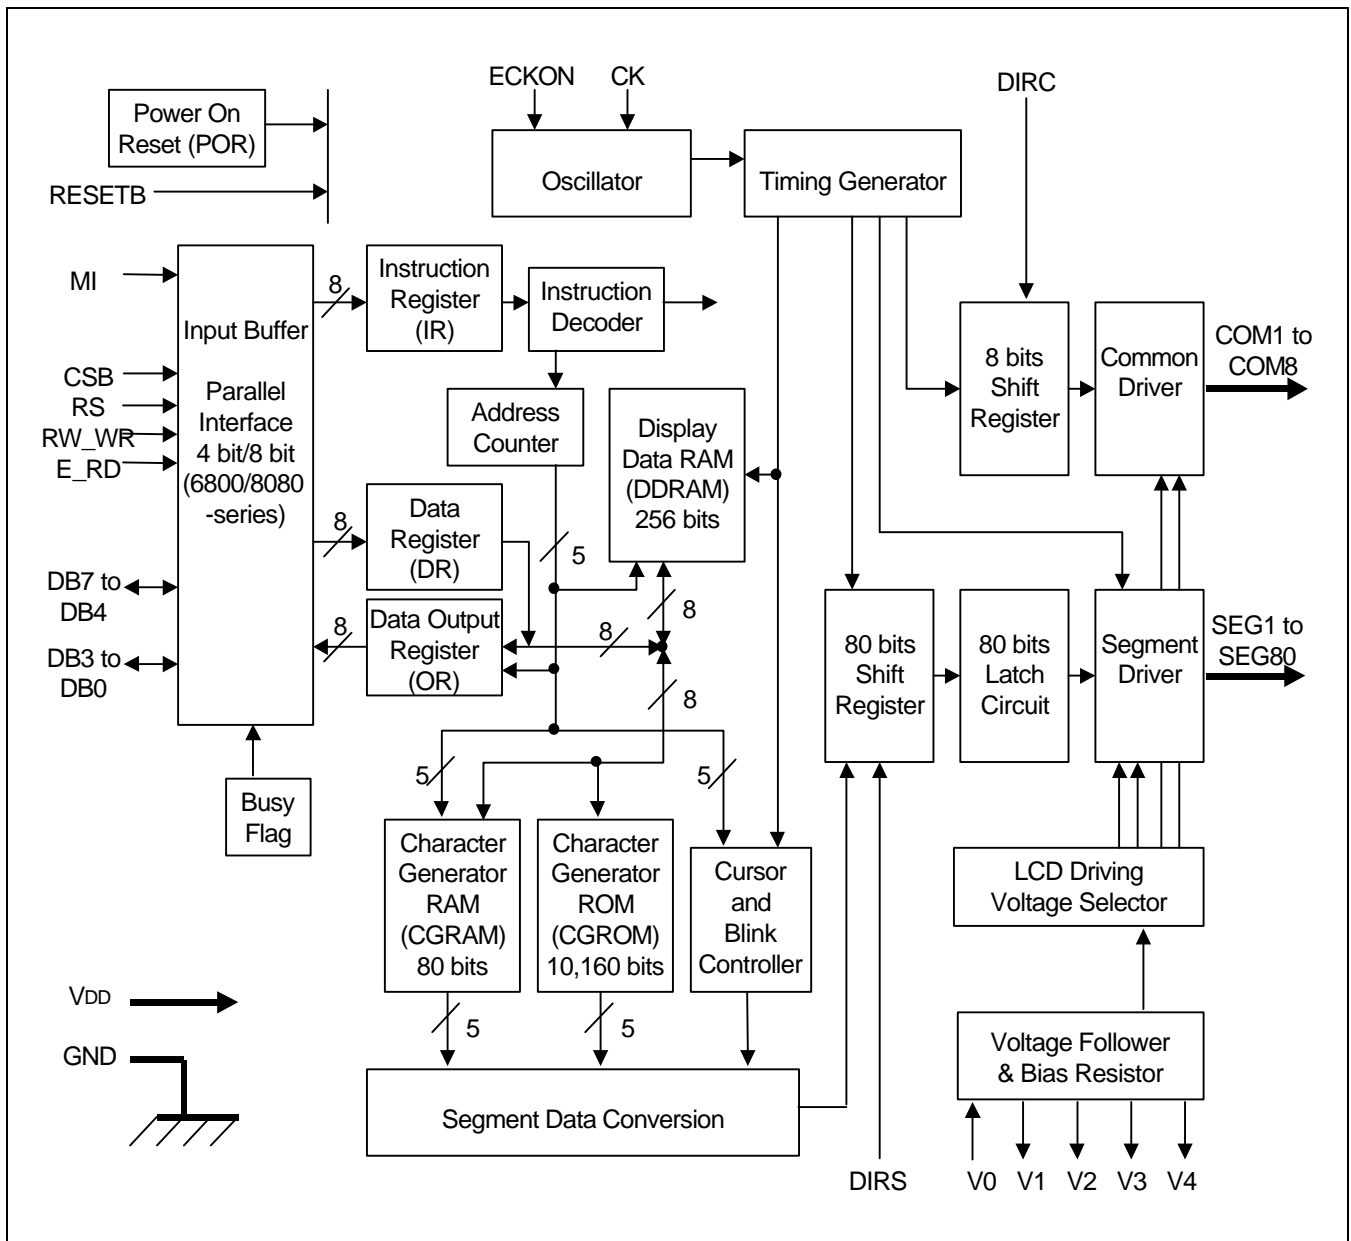 ECKON
CK
DIRC
Power On
Reset (POR)
RESETB
Oscillator
Timing Generator
MI
CSB
RS
RW_WR
E_RD
DB7 to
DB4
DB3 to
DB0
Input Buffer
Parallel
Interface
4 bit/8 bit
(6800/8080
-series)
8
Instruction
Register
(IR)
Instruction
Decoder
Address
Counter
Display
Data RAM
(DDRAM)
256 bits
8 bits
Shift
Register
Common
Driver
COM1 to
COM8
8
Data
Register
(DR)
5
8
Data Output
Register
(OR)
8
8
8
80 bits
Shift
Register
80 bits
Latch
Circuit
Segment
Driver
SEG1 to
SEG80
Busy
Flag
5
5
Character
Generator
RAM
(CGRAM)
80 bits
Character
Generator
ROM
(CGROM)
10,160 bits
Cursor
and
Blink
Controller
LCD Driving
Voltage Selector
5
5
VDD
GND
Voltage Follower
& Bias Resistor
Segment Data Conversion
DIRS
V0
V1
V2
V3
V4